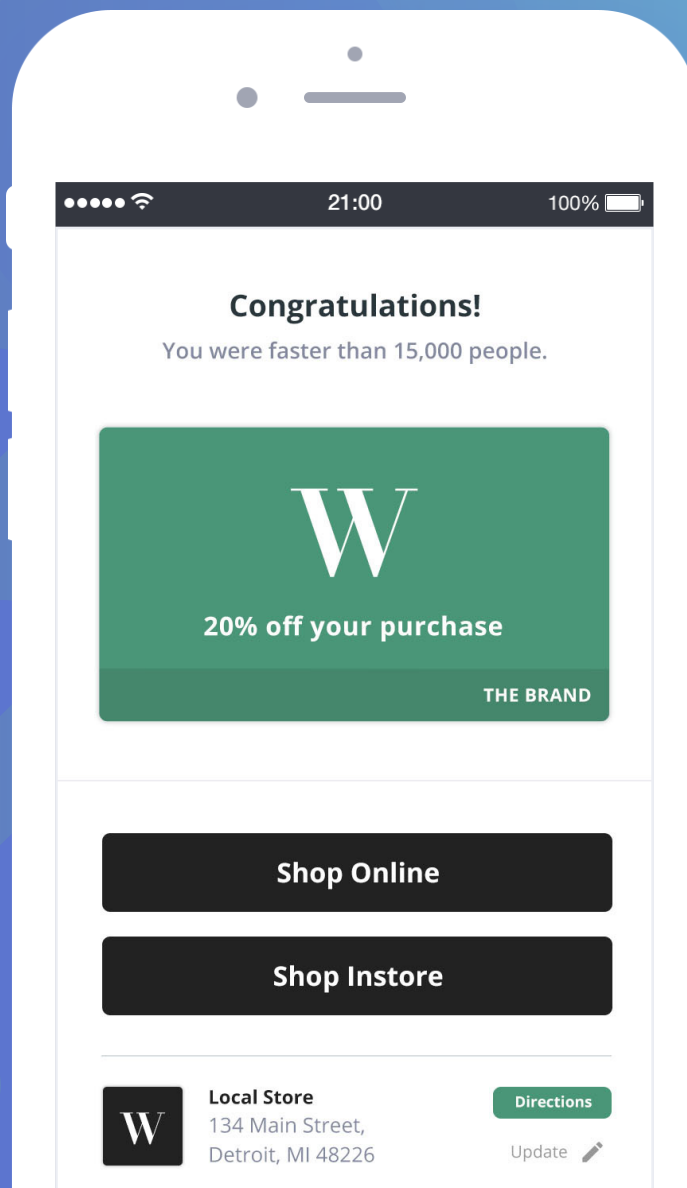 21:00
100%
Congratulations!
You were faster than 15,000 people.
W
20% off your purchase
THE BRAND
Shop Online
Shop Instore
W
Local Store
Directions
134 Main Street,
Detroit, MI 48226
Update